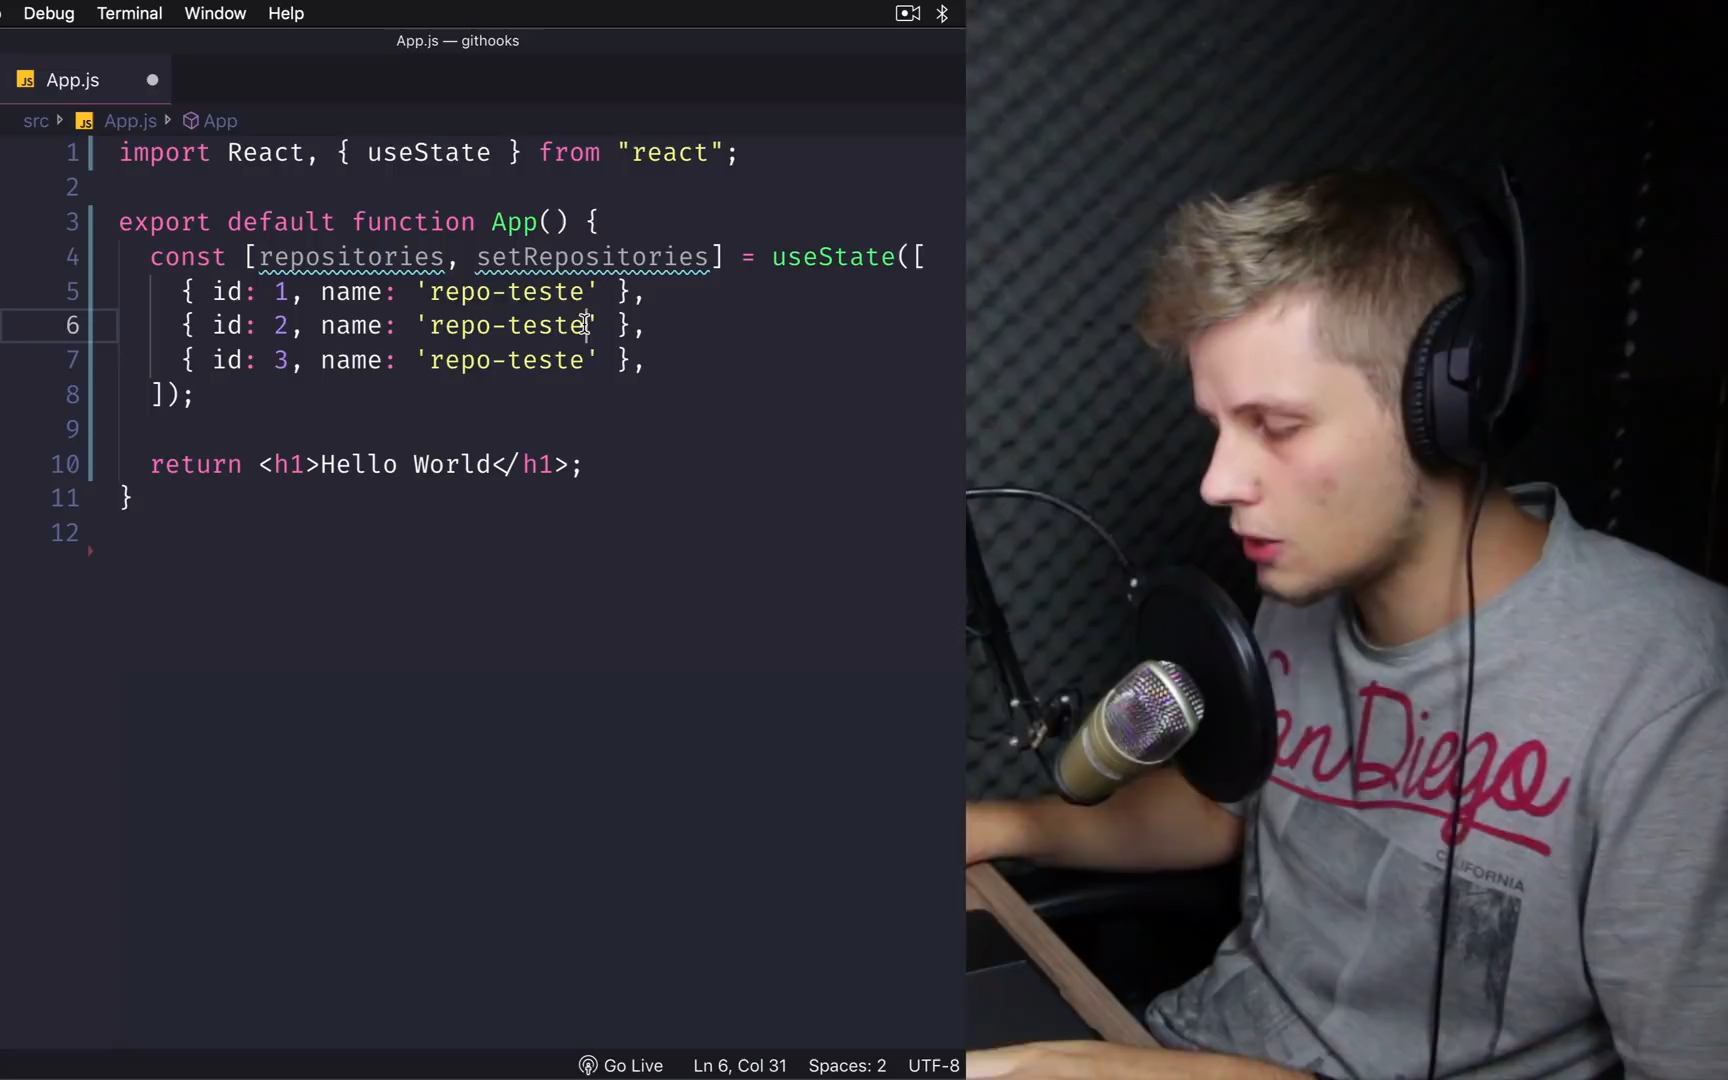 Debug Terminal Window Help
App.js — githooks
JS App.js
src JS App.js App
1 import React, { useState } from "react";
2
3 export default function App() {
4 const [repositories, setRepositories] = useState([
5 { id: 1, name: 'repo-teste' },
6 { id: 2, name: 'repo-teste' },
7 { id: 3, name: 'repo-teste' },
8 ]);
9
10 return <h1>Hello World</h1>;
11 }
12
Go Live Ln 6, Col 31 Spaces: 2 UTF-8
San Diego
CALIFORNIA